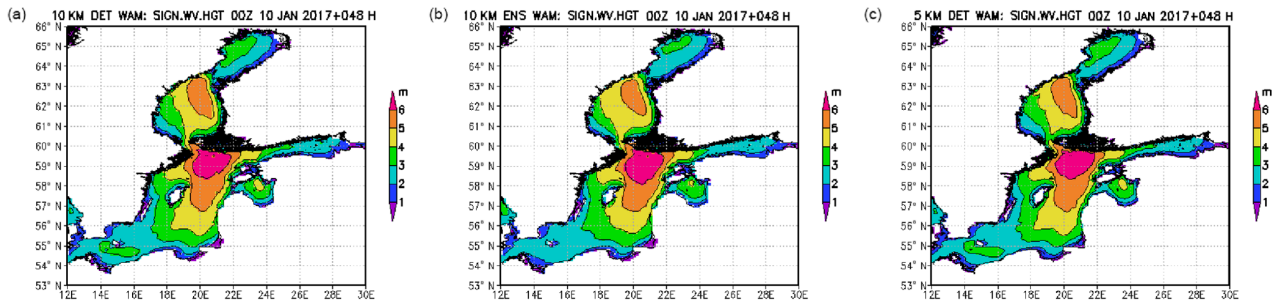 (a)
10 KM DET WAM: SIGN.WV.HGT 00Z 10 JAN 2017+048 H
66° N
65° N
64° N
63° N
62° N
61° N
60° N
59° N
58° N
57° N
56° N
55° N
54° N
53° N
12E 14E 16E 18E 20E 22E 24E 26E 28E 30E
m
6
5
4
3
2
1
(b)
10 KM ENS WAM: SIGN.WV.HGT 00Z 10 JAN 2017+048 H
66° N
65° N
64° N
63° N
62° N
61° N
60° N
59° N
58° N
57° N
56° N
55° N
54° N
53° N
12E 14E 16E 18E 20E 22E 24E 26E 28E 30E
m
6
5
4
3
2
1
(c)
5 KM DET WAM: SIGN.WV.HGT 00Z 10 JAN 2017+048 H
66° N
65° N
64° N
63° N
62° N
61° N
60° N
59° N
58° N
57° N
56° N
55° N
54° N
53° N
12E 14E 16E 18E 20E 22E 24E 26E 28E 30E
m
6
5
4
3
2
1